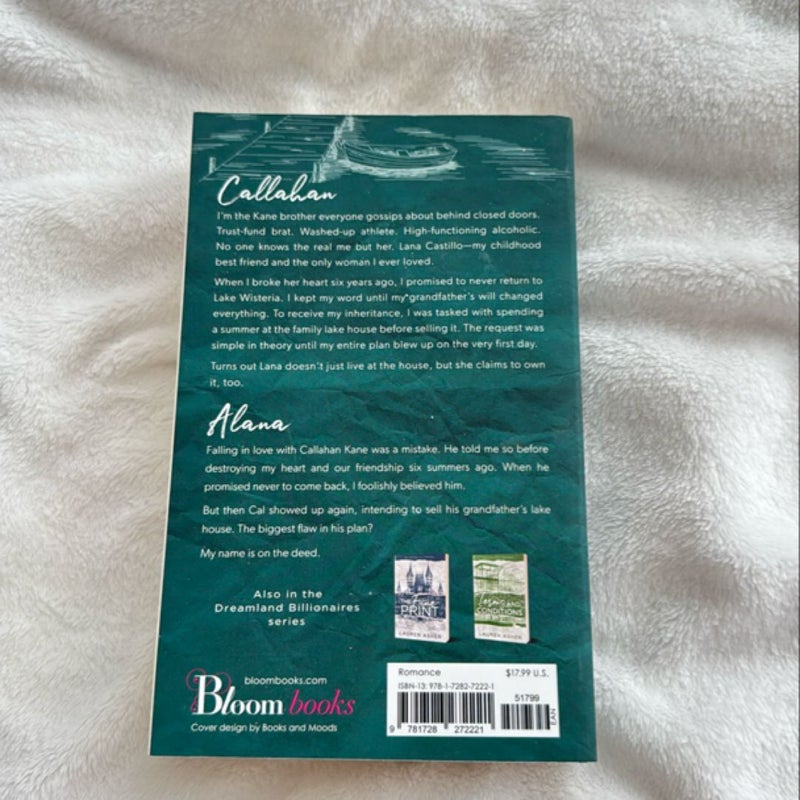 Callahan
I'm the Kane brother everyone gossips about behind closed doors.
Trust-fund brat. Washed-up athlete. High-functioning alcoholic.
No one knows the real me but her. Lana Castillo—my childhood
best friend and the only woman I ever loved.
When I broke her heart six years ago, I promised to never return to
Lake Wisteria. I kept my word until my grandfather's will changed
everything. To receive my inheritance, I was tasked with spending
a summer at the family lake house before selling it. The request was
simple in theory until my entire plan blew up on the very first day.
Turns out Lana doesn't just live at the house, but she claims to own
it, too.
Alana
Falling in love with Callahan Kane was a mistake. He told me so before
destroying my heart and our friendship six summers ago. When he
promised never to come back, I foolishly believed him.
But then Cal showed up again, intending to sell his grandfather's lake
house. The biggest flaw in his plan?
My name is on the deed.
Also in the
Dreamland Billionaires
series
THE Fine
PRINT
LAUREN ASHER
Terms AND
CONDITIONS
LAUREN ASHER
bloombooks.com
Bloom books
Cover design by Books and Moods
Romance $17.99 U.S.
ISBN-13: 978-1-7282-7222-1
51799
EAN
9 781728 272221